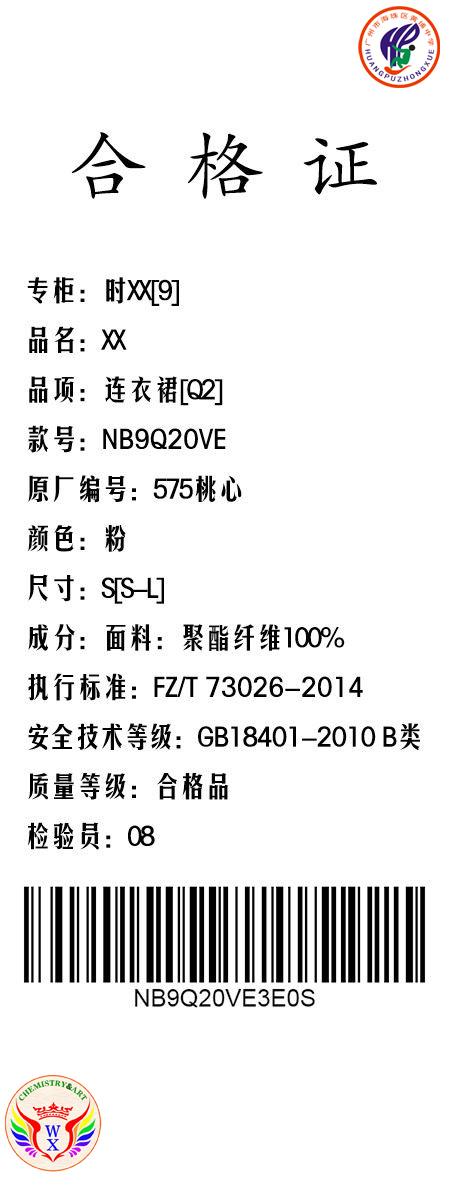 广州市海珠区黄埔中学
HUANGPUZHONGXUE
合格证
专柜：时XX[9]
品名：XX
品项：连衣裙[Q2]
款号：NB9Q20VE
原厂编号：575桃心
颜色：粉
尺寸：S[S-L]
成分：面料：聚酯纤维100%
执行标准：FZ/T 73026-2014
安全技术等级：GB18401-2010 B类
质量等级：合格品
检验员：08
NB9Q20VE3E0S
CHEMISTRY&ART
W
X